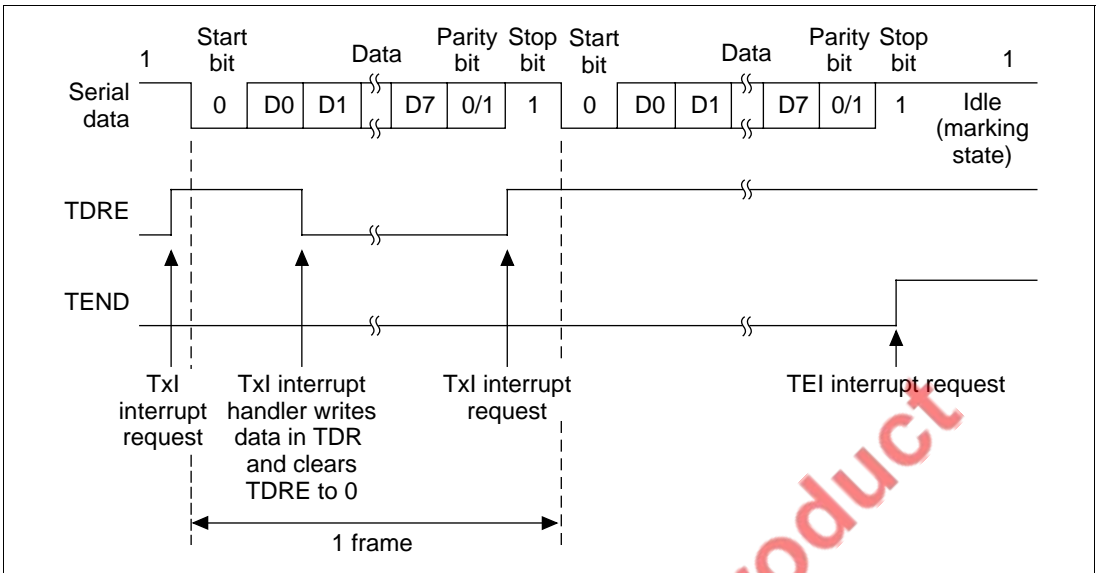 1 Start bit Data Parity bit Stop bit Start bit Data Parity bit Stop bit 1
Serial data 0 D0 D1 D7 0/1 1 0 D0 D1 D7 0/1 1 Idle (marking state)
TDRE
TEND
TxI interrupt request
TxI interrupt handler writes data in TDR and clears TDRE to 0
TxI interrupt request
TEI interrupt request
1 frame